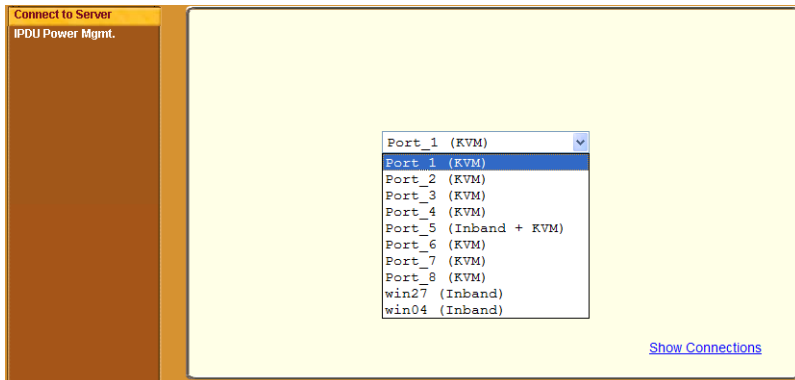 Connect to Server
IPDU Power Mgmt.
Port_1 (KVM)
Port_1 (KVM)
Port_2 (KVM)
Port_3 (KVM)
Port_4 (KVM)
Port_5 (Inband + KVM)
Port_6 (KVM)
Port_7 (KVM)
Port_8 (KVM)
win27 (Inband)
win04 (Inband)
Show Connections